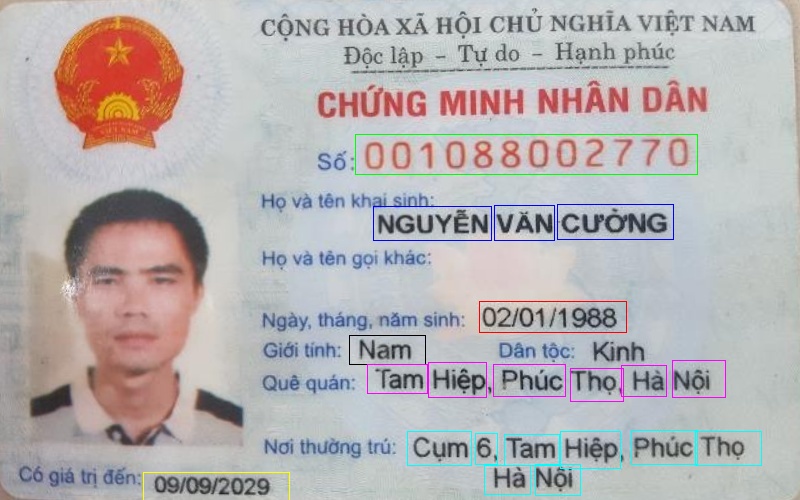 CỘNG HÒA XÃ HỘI CHỦ NGHĨA VIỆT NAM
Độc lập - Tự do - Hạnh phúc
CHỨNG MINH NHÂN DÂN
Số: 001088002770
Họ và tên khai sinh:
NGUYỄN VĂN CƯỜNG
Họ và tên gọi khác:
Ngày, tháng, năm sinh: 02/01/1988
Giới tính: Nam Dân tộc: Kinh
Quê quán: Tam Hiệp, Phúc Thọ, Hà Nội
Nơi thường trú: Cụm 6, Tam Hiệp, Phúc Thọ
Hà Nội
Có giá trị đến: 09/09/2029
VIỆT NAM